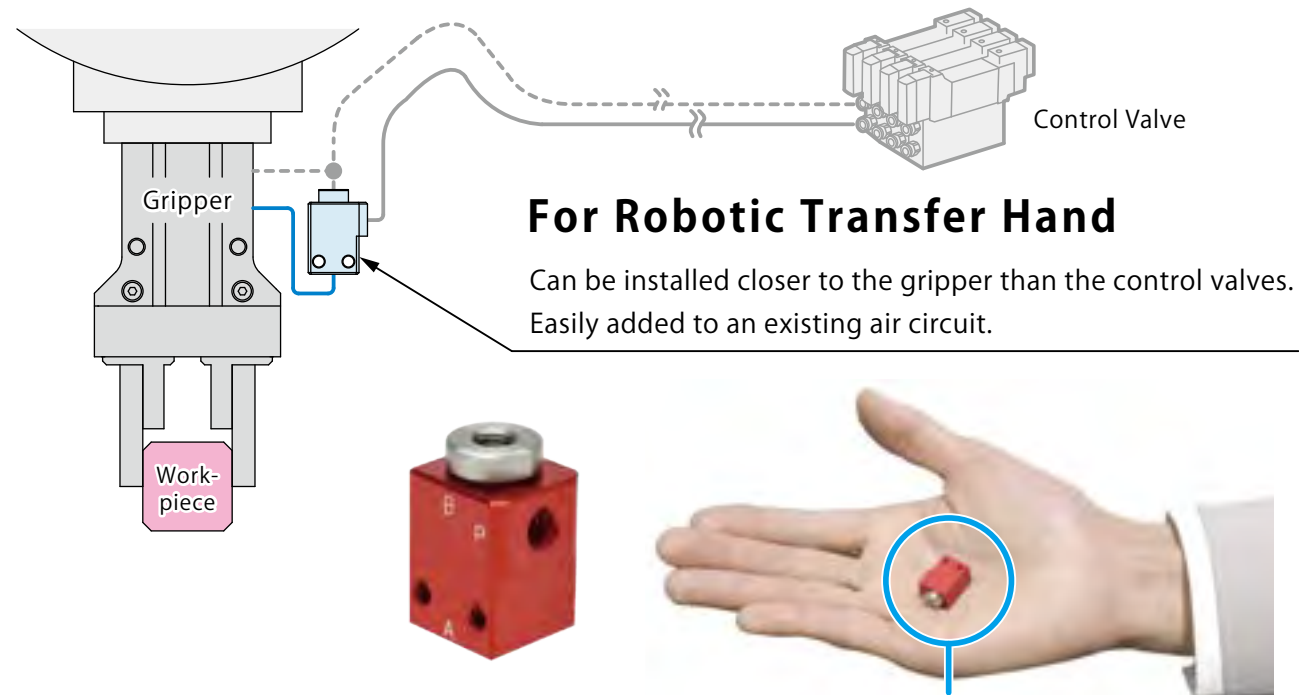 Control Valve
Gripper
For Robotic Transfer Hand
Can be installed closer to the gripper than the control valves.
Easily added to an existing air circuit.
Work-
piece
B
P
A